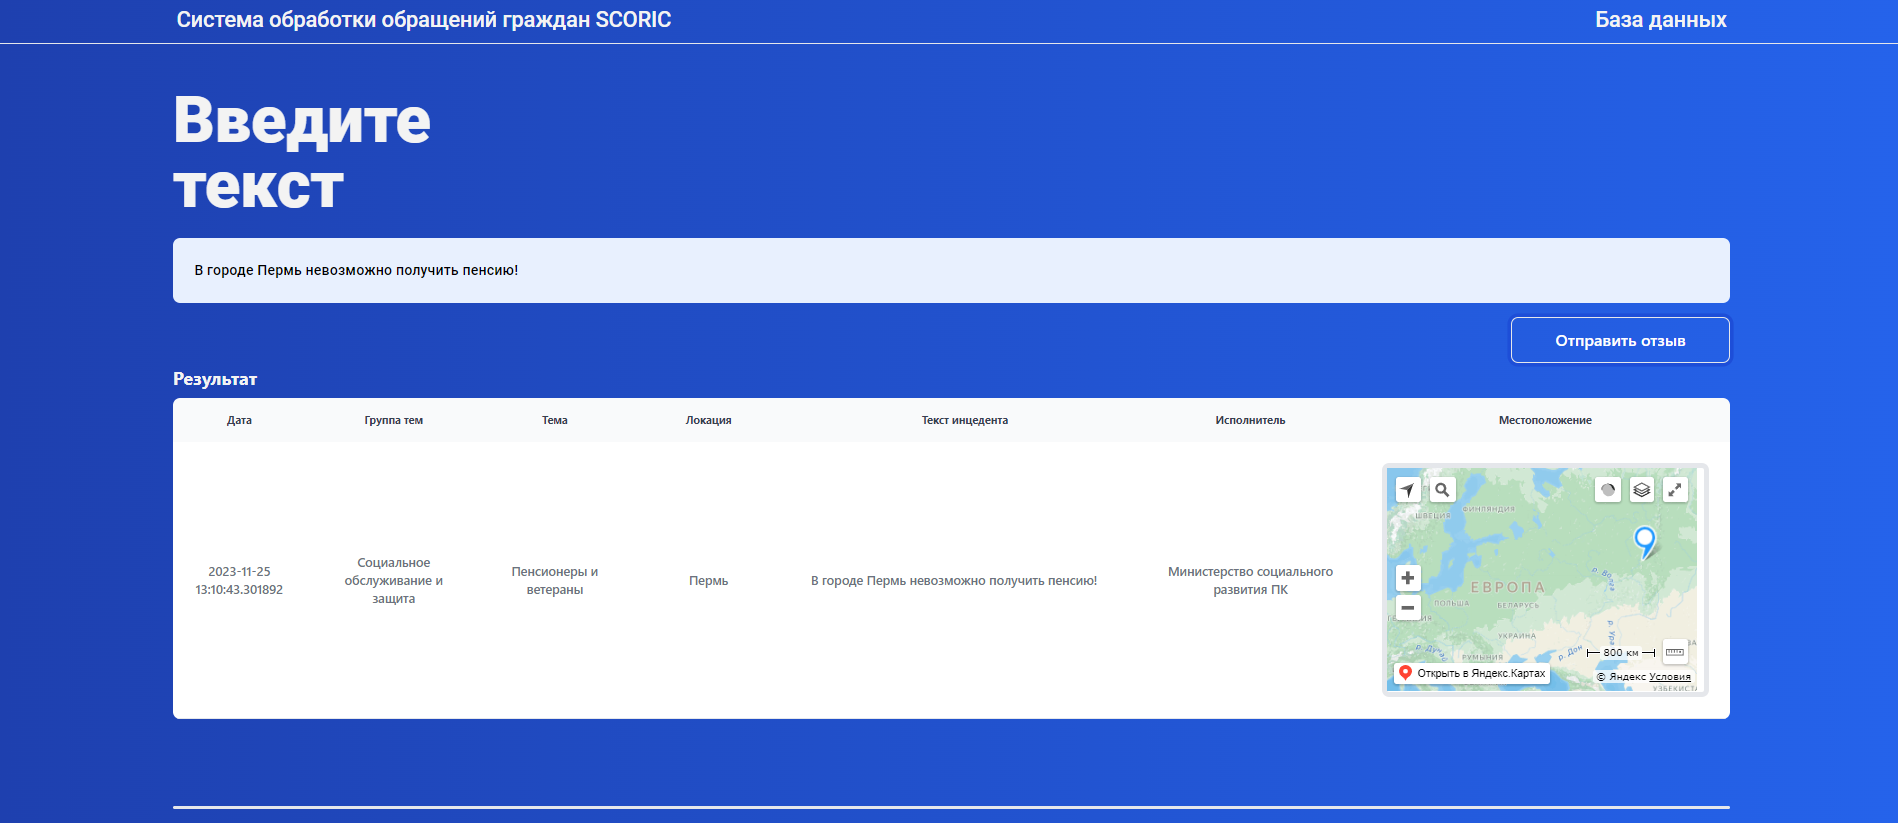 Система обработки обращений граждан SCORIC
База данных
Введите
текст
В городе Пермь невозможно получить пенсию!
Отправить отзыв
Результат
Дата
Группа тем
Тема
Локация
Текст инцедента
Исполнитель
Местоположение
2023-11-25
13:10:43.301892
Социальное
обслуживание и
защита
Пенсионеры и
ветераны
Пермь
В городе Пермь невозможно получить пенсию!
Министерство социального
развития ПК
ШВЕЦИЯ
ФИНЛЯНДИЯ
р. Волга
ЕВРОПА
ПОЛЬША
БЕЛАРУСЬ
УКРАИНА
р. Дунай
РУМЫНИЯ
р. Дон
800 км
Открыть в Яндекс.Картах
© Яндекс Условия